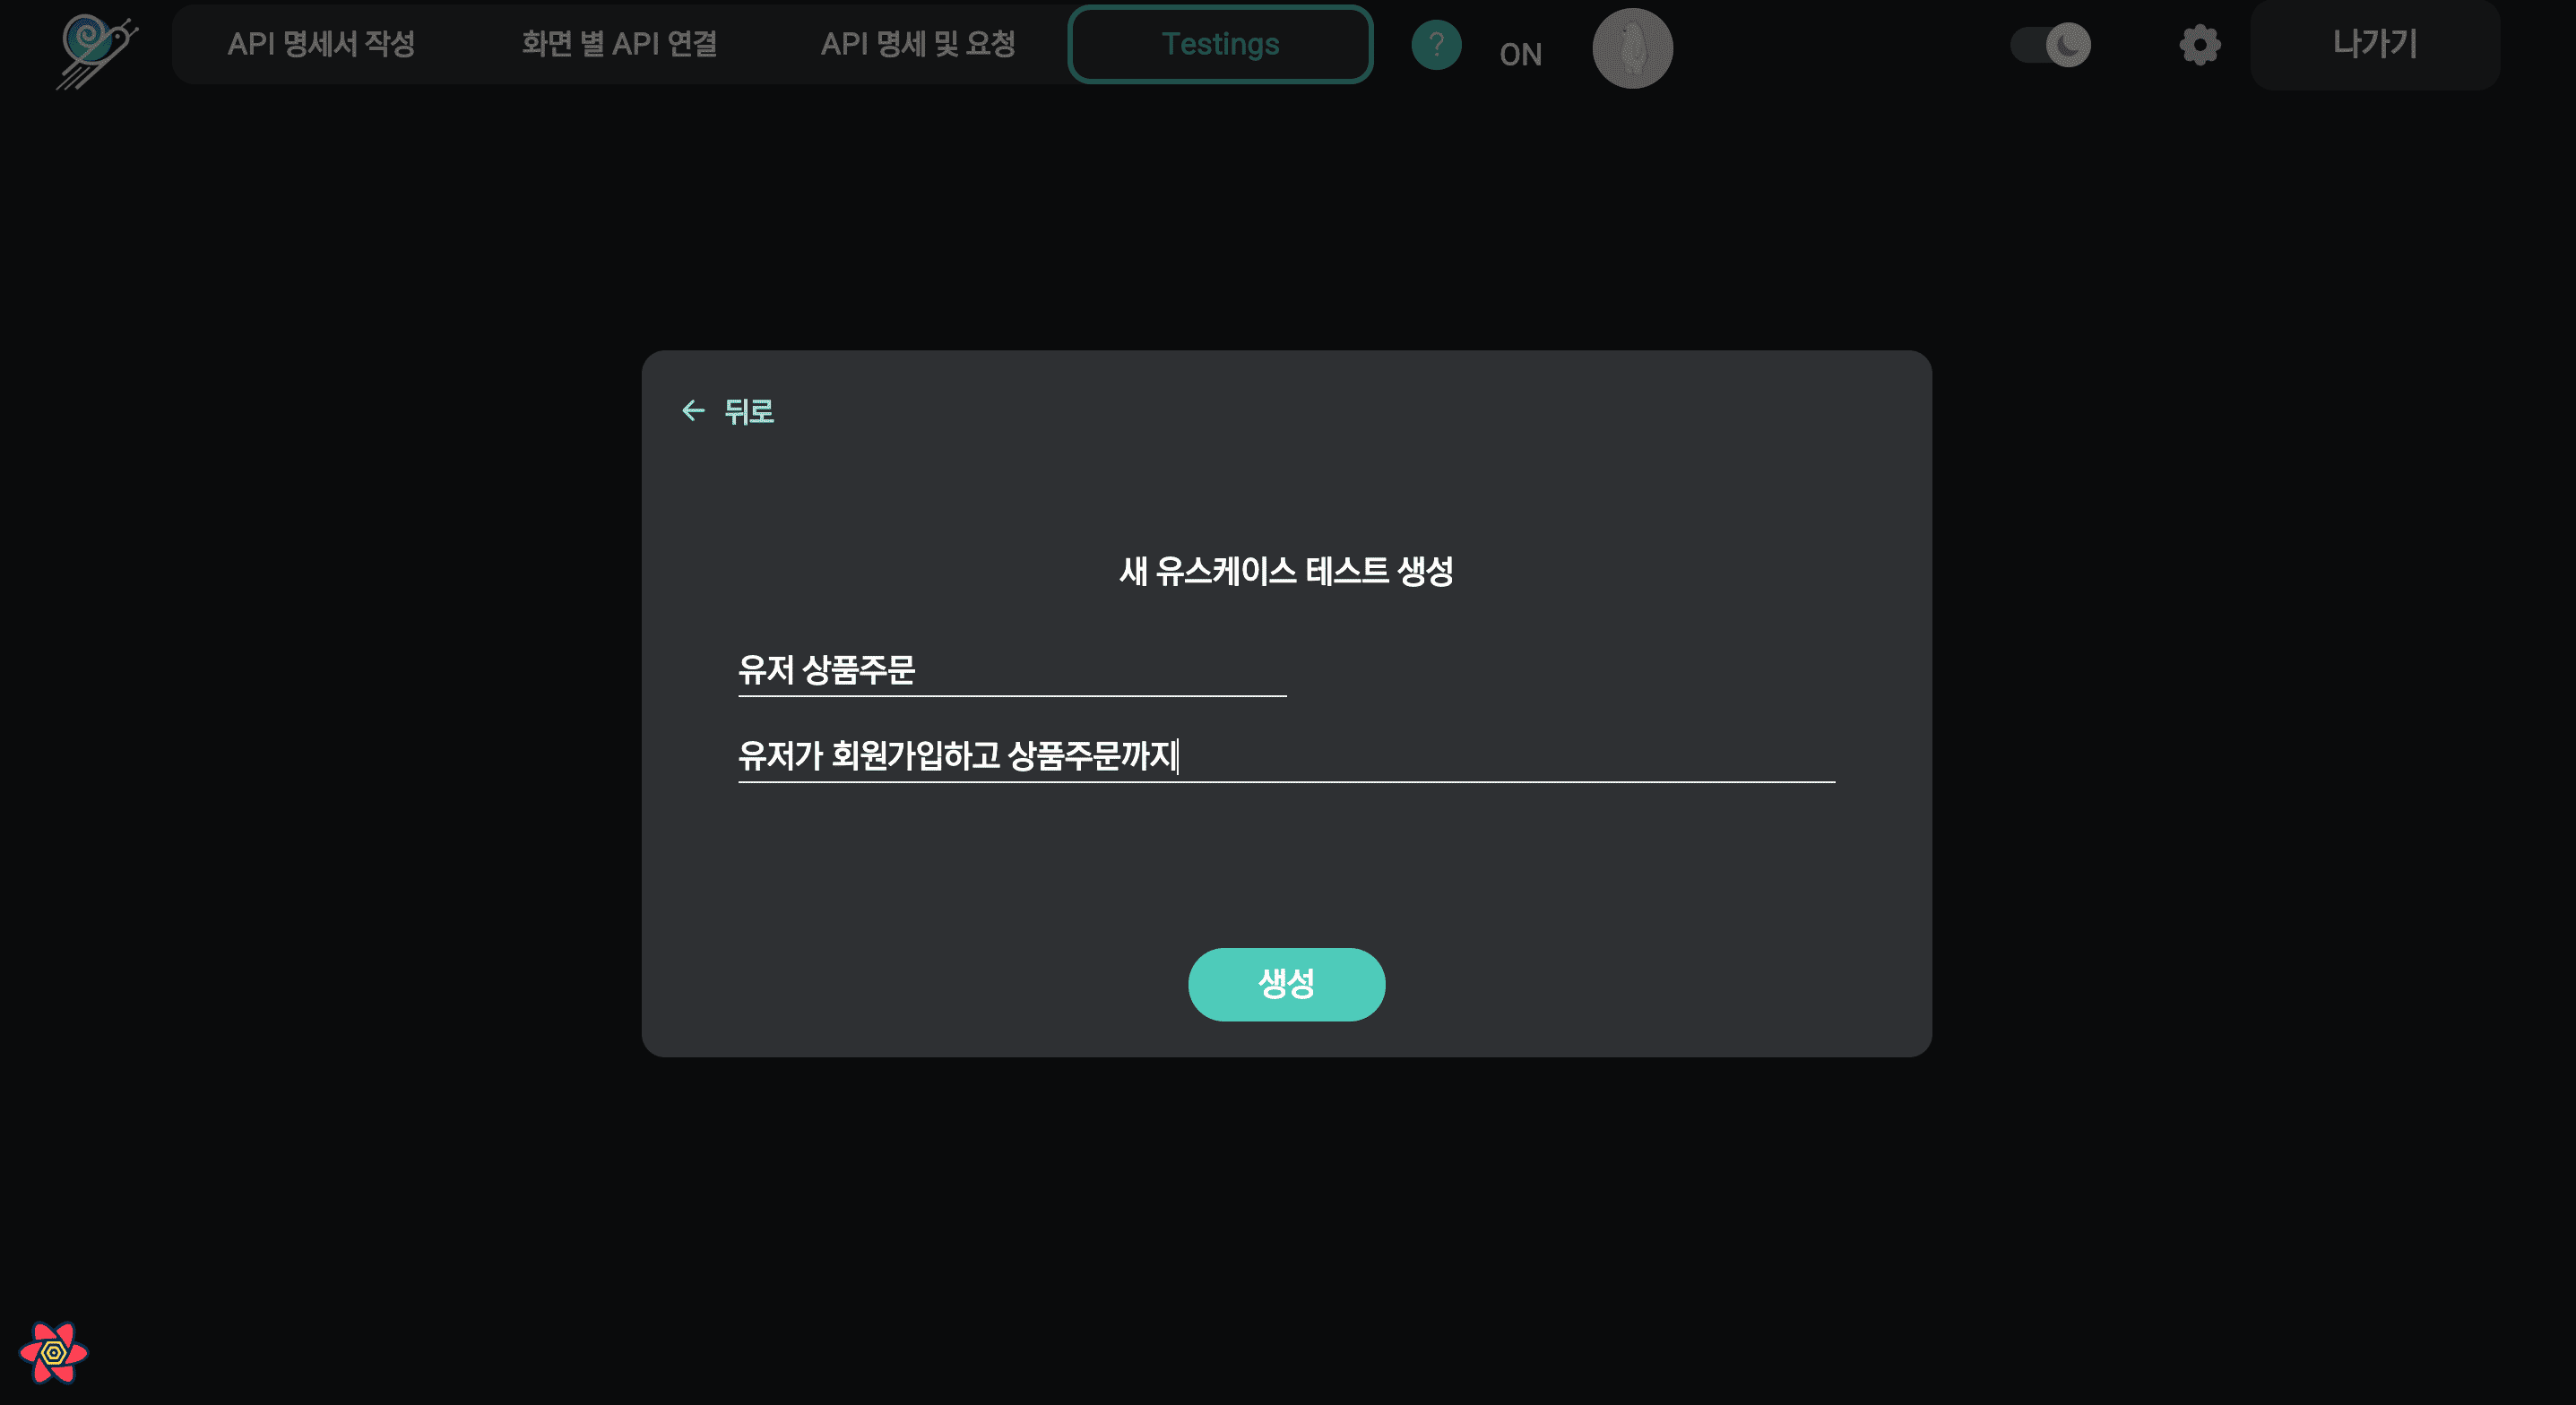 API 명세서 작성
화면 별 API 연결
API 명세 및 요청
Testings
?
ON
나가기
뒤로
새 유스케이스 테스트 생성
유저 상품주문
유저가 회원가입하고 상품주문까지
생성